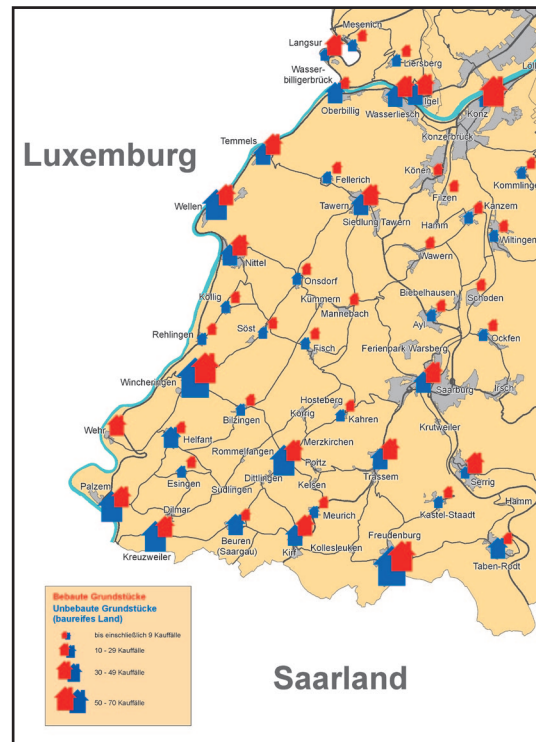 Mesenich
Langsur
Liersberg
Wasser-
billigerbrück
Oberbillig
Wasserliesch
Igel
Konz
Konzerbrück
Temmels
Luxemburg
Könen
Fellerich
Kommlingen
Filzen
Kanzem
Tawern
Wellen
Siedlung Tawern
Hamm
Wiltingen
Wawern
Nittel
Onsdorf
Biebelhausen
Schoden
Köllig
Kümmern
Mannebach
Ayl
Rehlingen
Söst
Ockfen
Fisch
Ferienpark Warsberg
Wincheringen
Saarburg
Irsch
Hosteberg
Bilzingen
Körrig
Kahren
Krutweiler
Wehr
Helfant
Merzkirchen
Rommelfangen
Portz
Trassem
Dittlingen
Serrig
Esingen
Kelsen
Palzem
Südlingen
Hamm
Dilmar
Meurich
Kastel-Staadt
Beuren
(Saargau)
Freudenburg
Kreuzweiler
Kirf
Kollesleuken
Taben-Rodt
Bebaute Grundstücke
Unbebaute Grundstücke
(baureifes Land)
bis einschließlich 9 Kauffälle
10 - 29 Kauffälle
30 - 49 Kauffälle
50 - 70 Kauffälle
Saarland